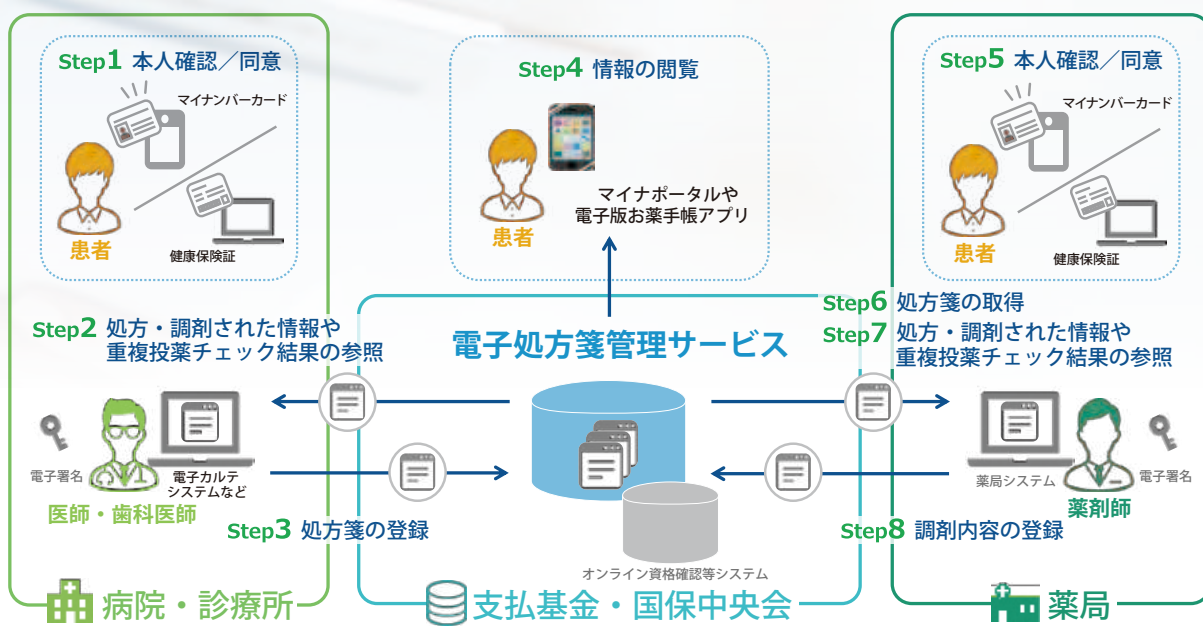 Step1 本人確認／同意
マイナンバーカード
患者
健康保険証
Step2 処方・調剤された情報や
重複投薬チェック結果の参照
電子署名
電子カルテ
システムなど
医師・歯科医師
Step3 処方箋の登録
病院・診療所
Step4 情報の閲覧
マイナポータルや
電子版お薬手帳アプリ
患者
電子処方箋管理サービス
オンライン資格確認等システム
支払基金・国保中央会
Step5 本人確認／同意
マイナンバーカード
患者
健康保険証
Step6 処方箋の取得
Step7 処方・調剤された情報や
重複投薬チェック結果の参照
薬局システム
電子署名
薬剤師
Step8 調剤内容の登録
薬局